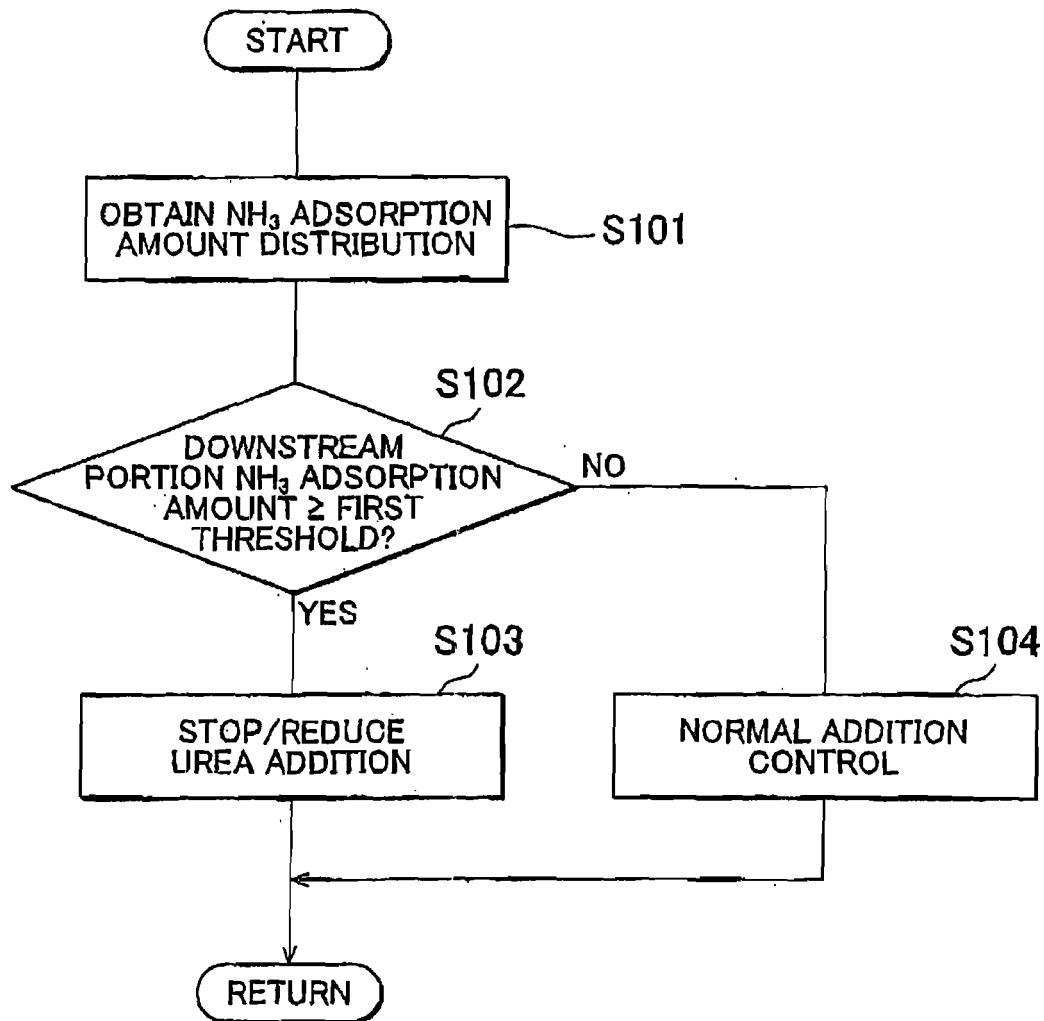 START
OBTAIN NH₃ ADSORPTION
AMOUNT DISTRIBUTION
S101
S102
DOWNSTREAM
PORTION NH₃ ADSORPTION
AMOUNT ≥ FIRST
THRESHOLD?
NO
YES
S103
STOP/REDUCE
UREA ADDITION
S104
NORMAL ADDITION
CONTROL
RETURN